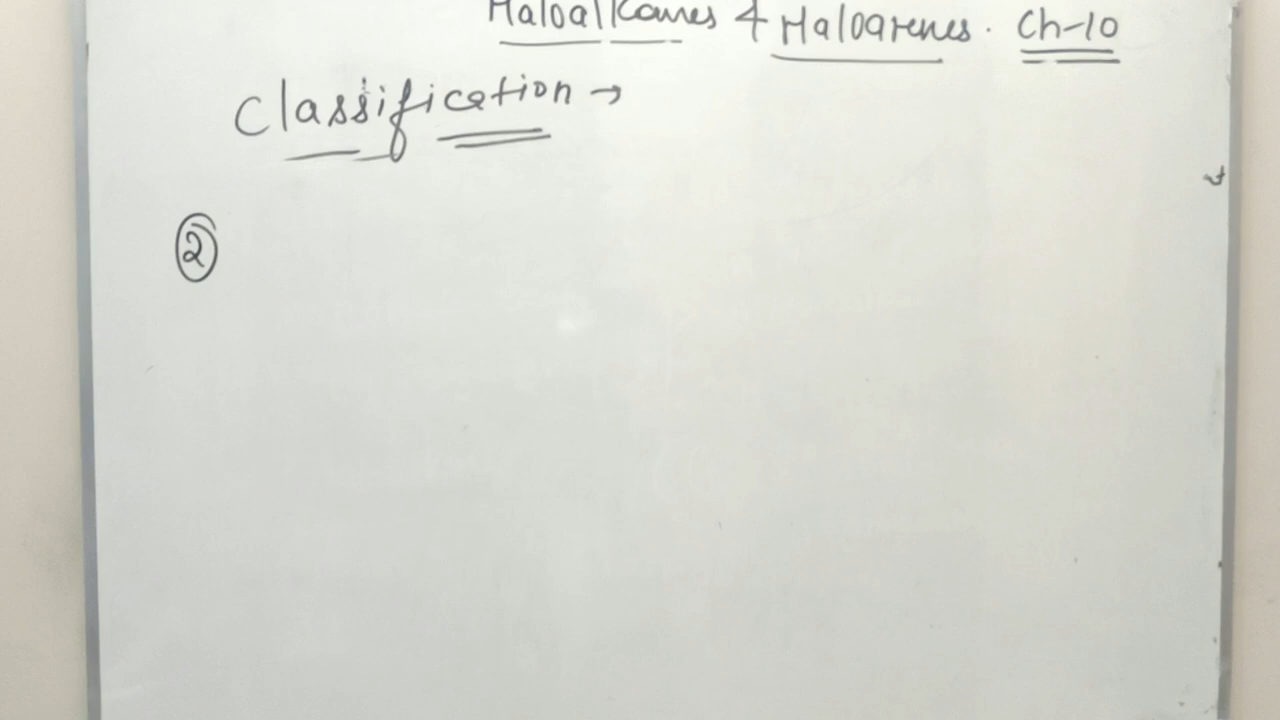 Haloalkanes & Haloarenes. Ch-10
Classification →
②